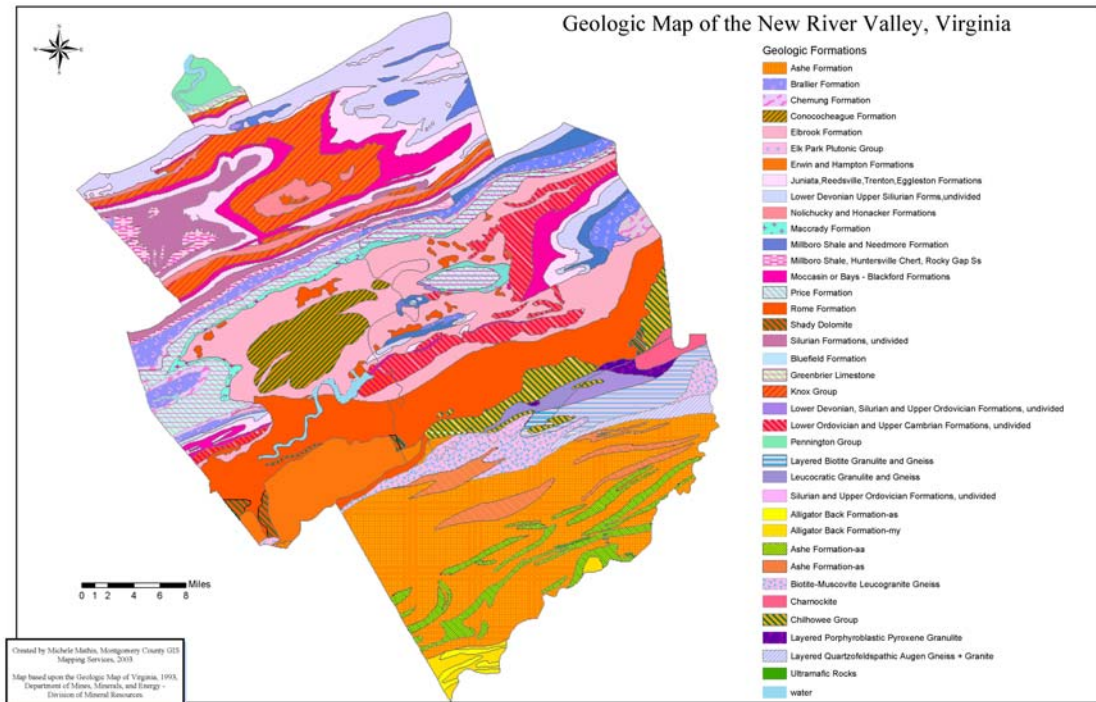 Geologic Map of the New River Valley, Virginia
Geologic Formations
Ashe Formation
Brallier Formation
Chemung Formation
Conococheague Formation
Elbrook Formation
Elk Park Plutonic Group
Erwin and Hampton Formations
Juniata,Reedsville,Trenton,Eggleston Formations
Lower Devonian Upper Silurian Forms,undivided
Nolichucky and Honacker Formations
Maccrady Formation
Millboro Shale and Needmore Formation
Millboro Shale, Huntersville Chert, Rocky Gap Ss
Moccasin or Bays - Blackford Formations
Price Formation
Rome Formation
Shady Dolomite
Silurian Formations, undivided
Bluefield Formation
Greenbrier Limestone
Knox Group
Lower Devonian, Silurian and Upper Ordovician Formations, undivided
Lower Ordovician and Upper Cambrian Formations, undivided
Pennington Group
Layered Biotite Granulite and Gneiss
Leucocratic Granulite and Gneiss
Silurian and Upper Ordovician Formations, undivided
Alligator Back Formation-as
Alligator Back Formation-my
Ashe Formation-aa
Ashe Formation-as
Biotite-Muscovite Leucogranite Gneiss
Charnockite
Chilhowee Group
Layered Porphyroblastic Pyroxene Granulite
Layered Quartzofeldspathic Augen Gneiss + Granite
Ultramafic Rocks
water
Miles
0 1 2 4 6 8
Created by Michele Mathis, Montgomery County GIS
Mapping Services, 2003
Map based upon the Geologic Map of Virginia, 1993,
Department of Mines, Minerals, and Energy -
Division of Mineral Resources